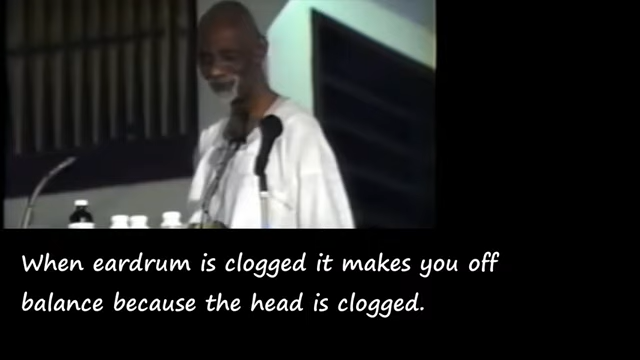 When eardrum is clogged it makes you off
balance because the head is clogged.